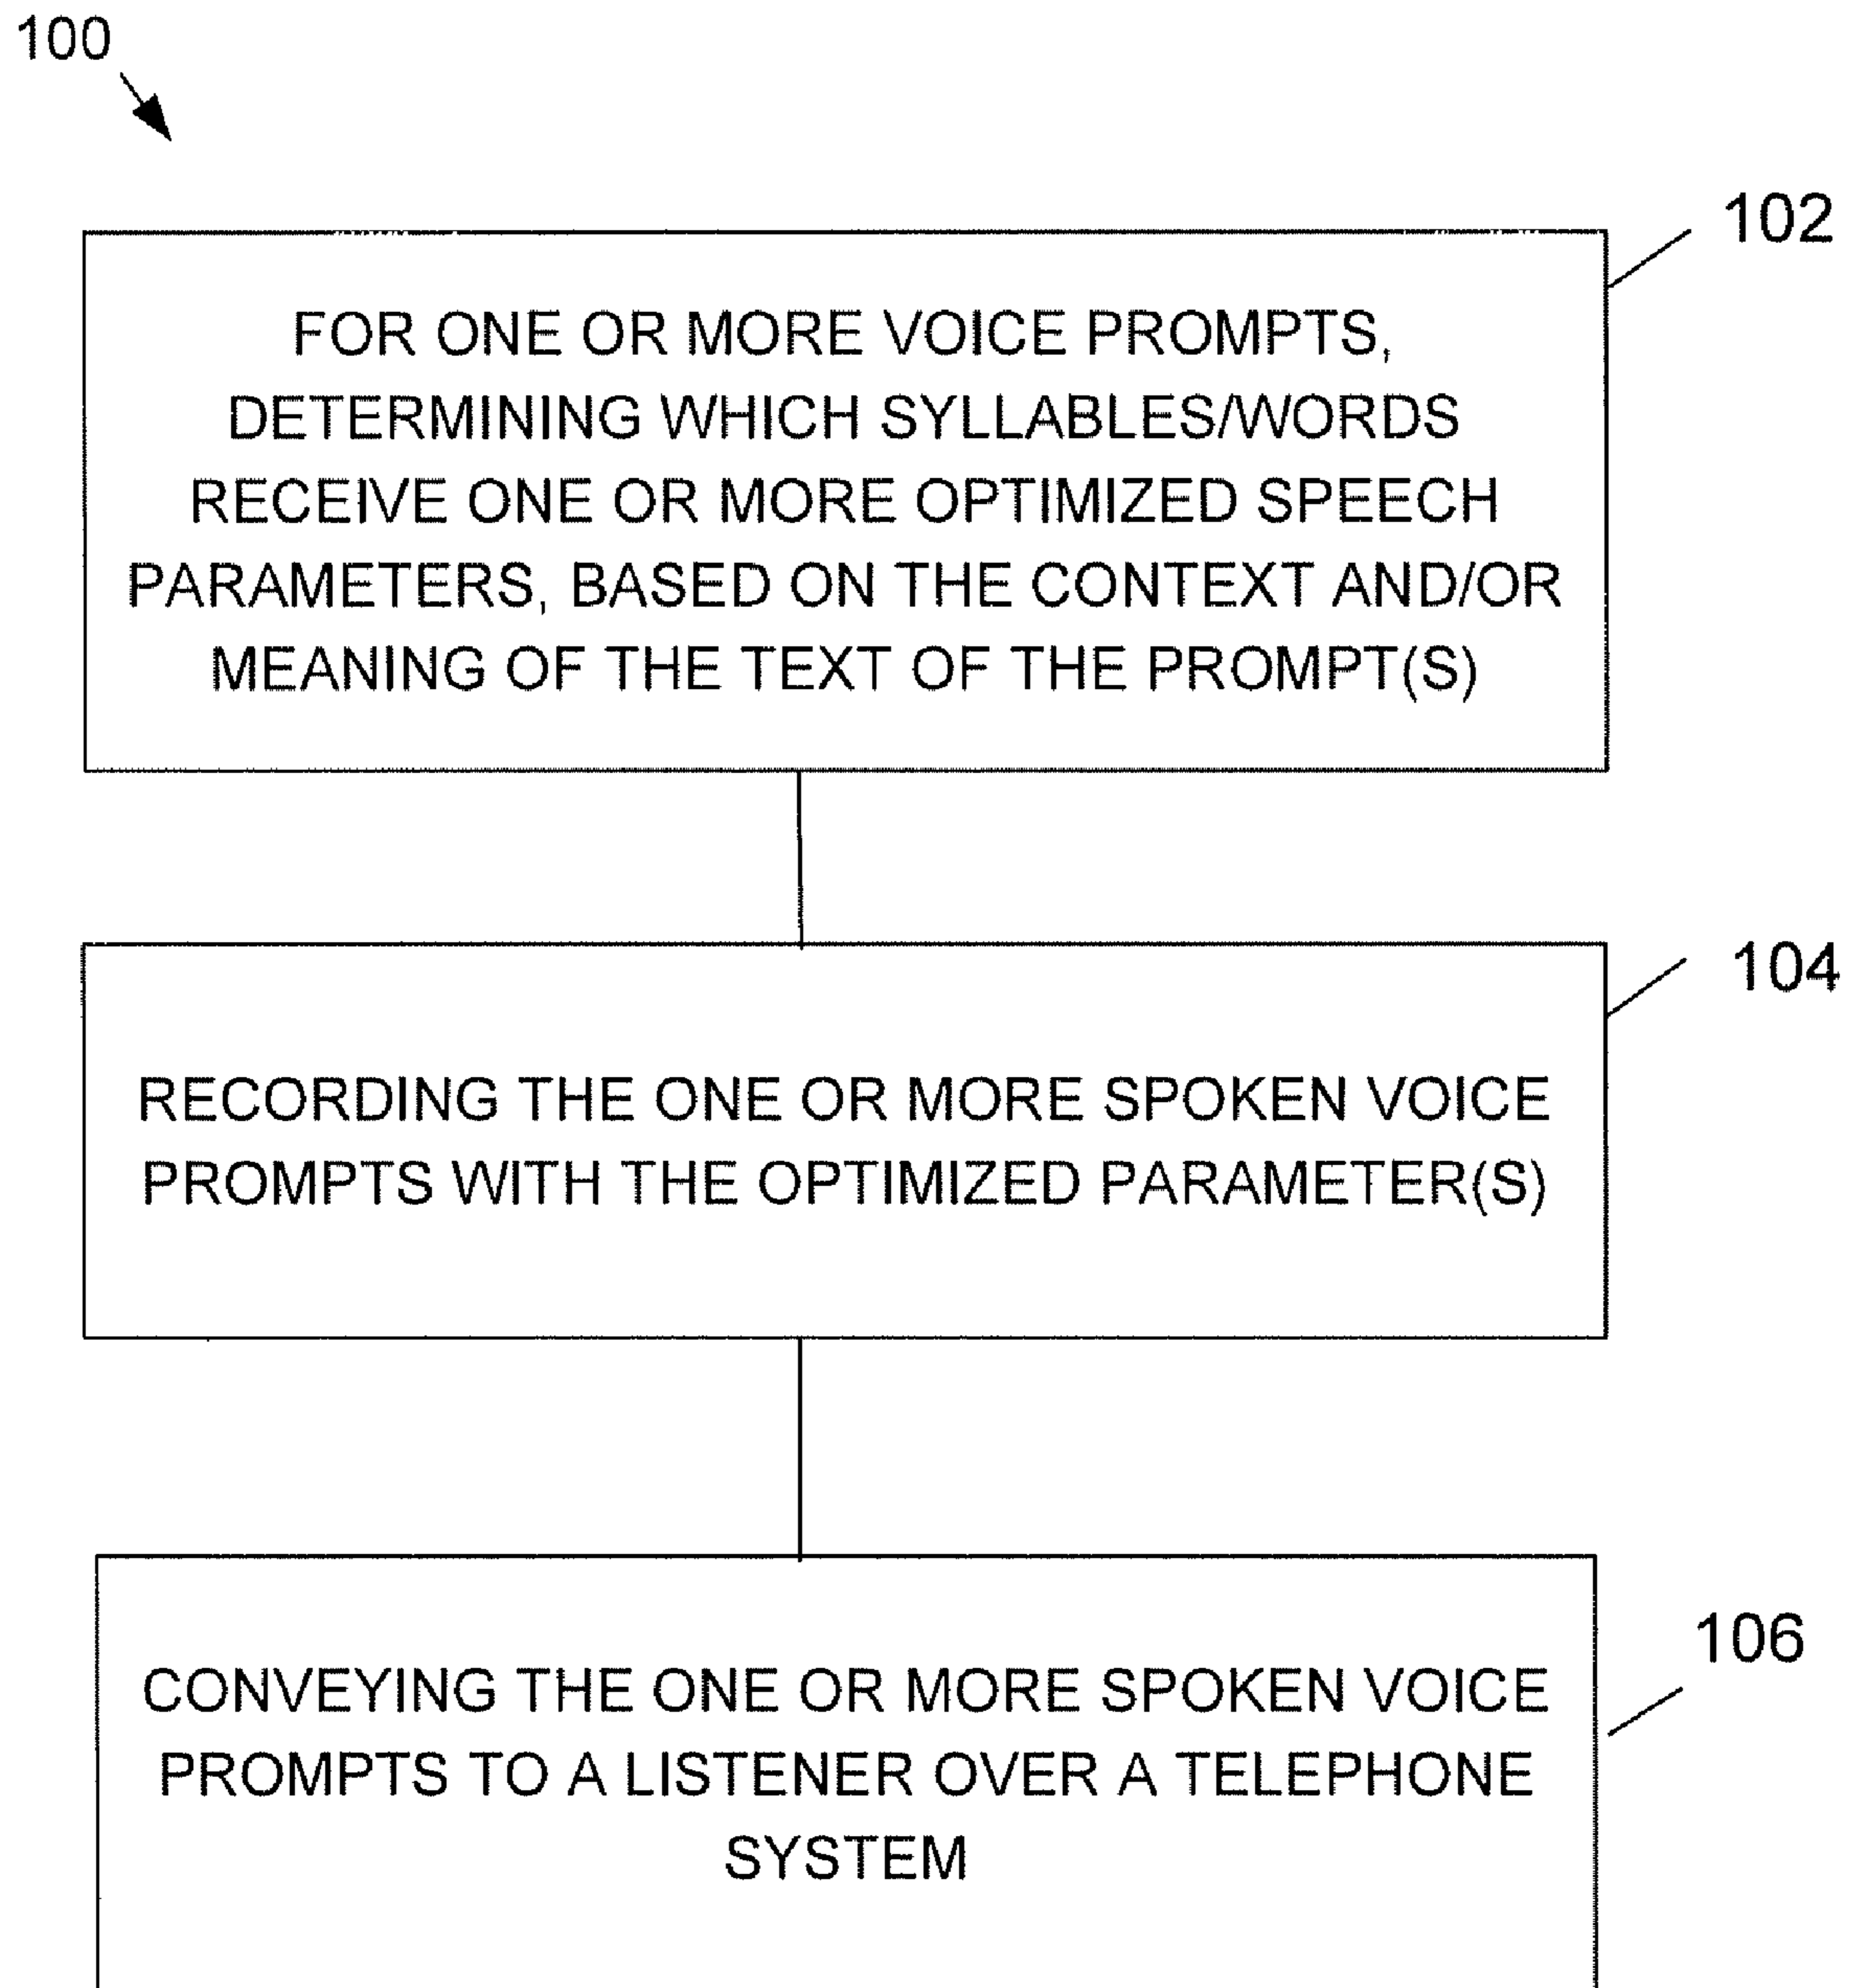 100
102
FOR ONE OR MORE VOICE PROMPTS,
DETERMINING WHICH SYLLABLES/WORDS
RECEIVE ONE OR MORE OPTIMIZED SPEECH
PARAMETERS, BASED ON THE CONTEXT AND/OR
MEANING OF THE TEXT OF THE PROMPT(S)
104
RECORDING THE ONE OR MORE SPOKEN VOICE
PROMPTS WITH THE OPTIMIZED PARAMETER(S)
106
CONVEYING THE ONE OR MORE SPOKEN VOICE
PROMPTS TO A LISTENER OVER A TELEPHONE
SYSTEM